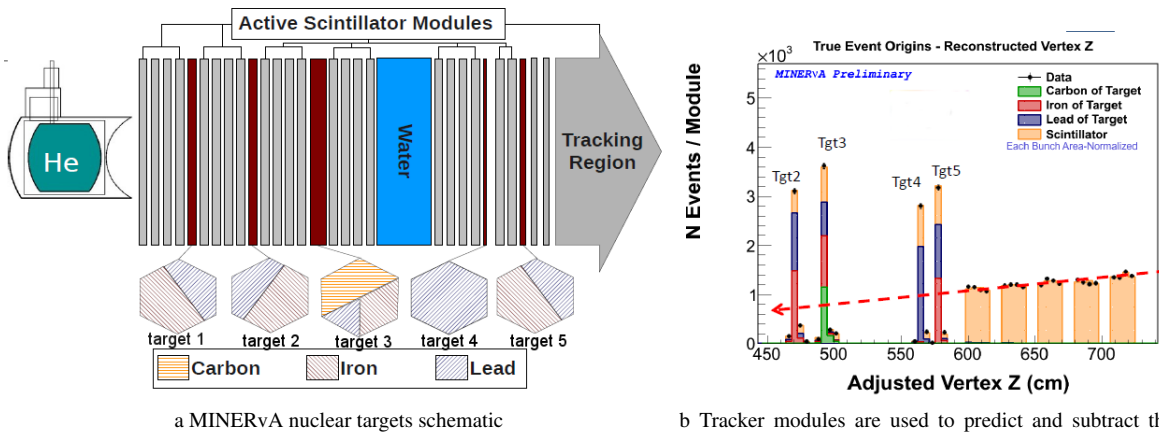 Active Scintillator Modules
He
Water
Tracking
Region
target 1
target 2
target 3
target 4
target 5
Carbon
Iron
Lead
a MINERvA nuclear targets schematic
True Event Origins - Reconstructed Vertex Z
×10³
MINERνA Preliminary
Data
Carbon of Target
Iron of Target
Lead of Target
Scintillator
Each Bunch Area-Normalized
N Events / Module
5
4
3
2
1
0
Tgt2
Tgt3
Tgt4
Tgt5
450 500 550 600 650 700
Adjusted Vertex Z (cm)
b Tracker modules are used to predict and subtract th